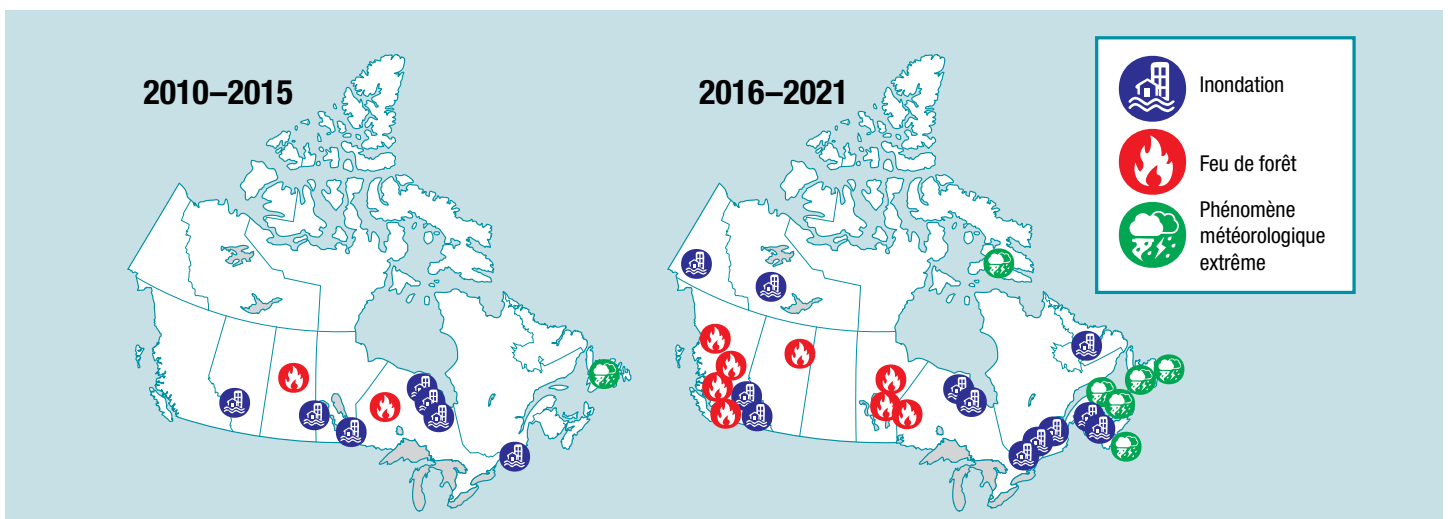 2010–2015
2016–2021
Inondation
Feu de forêt
Phénomène
météorologique
extrême